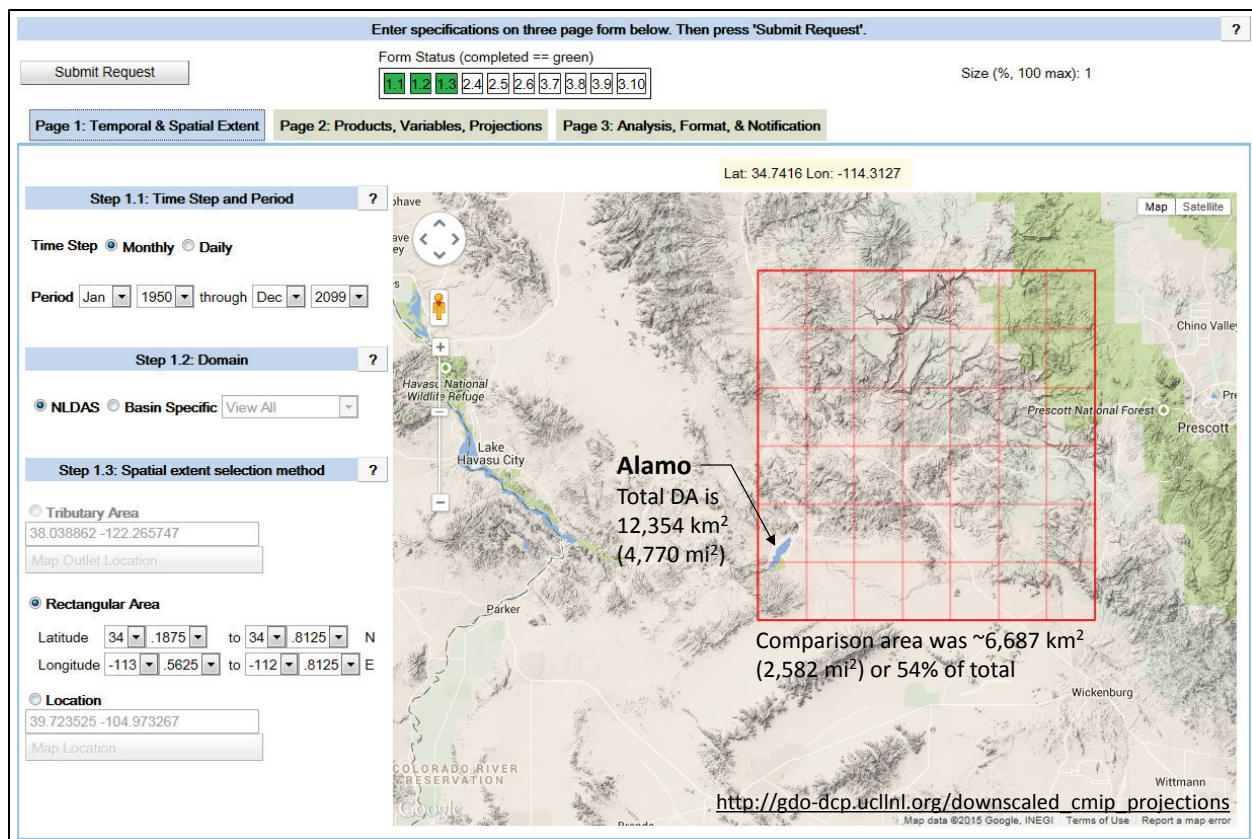 Enter specifications on three page form below. Then press 'Submit Request'.
?
Submit Request
Form Status (completed == green)
1.1 1.2 1.3 2.4 2.5 2.6 3.7 3.8 3.9 3.10
Size (%, 100 max): 1
Page 1: Temporal & Spatial Extent
Page 2: Products, Variables, Projections
Page 3: Analysis, Format, & Notification
Lat: 34.7416 Lon: -114.3127
Step 1.1: Time Step and Period
?
Time Step Monthly Daily
Period Jan 1950 through Dec 2099
Step 1.2: Domain
?
NLDAS Basin Specific View All
Step 1.3: Spatial extent selection method
?
Tributary Area
38.038862 -122.265747
Map Outlet Location
Rectangular Area
Latitude 34 .1875 to 34 .8125 N
Longitude -113 .5625 to -112 .8125 E
Location
39.723525 -104.973267
Map Location
Map Satellite
Chino Valley
Havasu National
Wildlife Refuge
Prescott National Forest
Prescott
Lake
Havasu City
Alamo
Total DA is
12,354 km²
(4,770 mi²)
Parker
Comparison area was ~6,687 km²
(2,582 mi²) or 54% of total
Wickenburg
COLORADO RIVER
RESERVATION
Wittmann
Google
http://gdo-dcp.ucllnl.org/downscaled_cmip_projections
Map data ©2015 Google, INEGI Terms of Use Report a map error